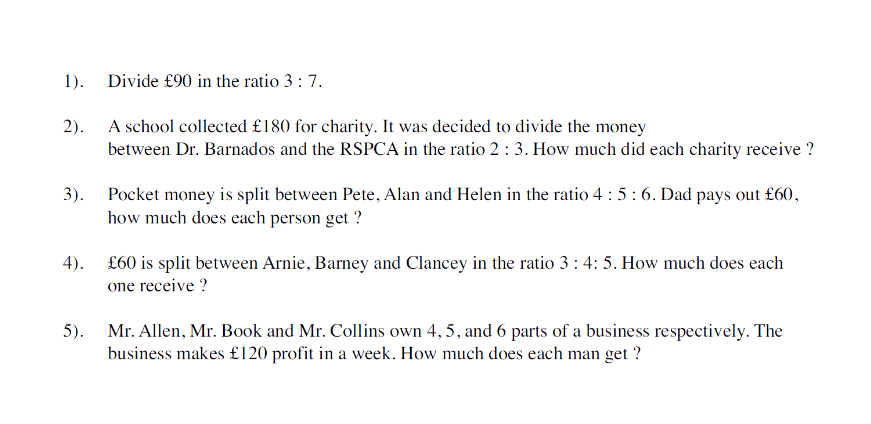 1). Divide £90 in the ratio 3 : 7.
2). A school collected £180 for charity. It was decided to divide the money
between Dr. Barnados and the RSPCA in the ratio 2 : 3. How much did each charity receive ?
3). Pocket money is split between Pete, Alan and Helen in the ratio 4 : 5 : 6. Dad pays out £60,
how much does each person get ?
4). £60 is split between Arnie, Barney and Clancey in the ratio 3 : 4: 5. How much does each
one receive ?
5). Mr. Allen, Mr. Book and Mr. Collins own 4, 5, and 6 parts of a business respectively. The
business makes £120 profit in a week. How much does each man get ?